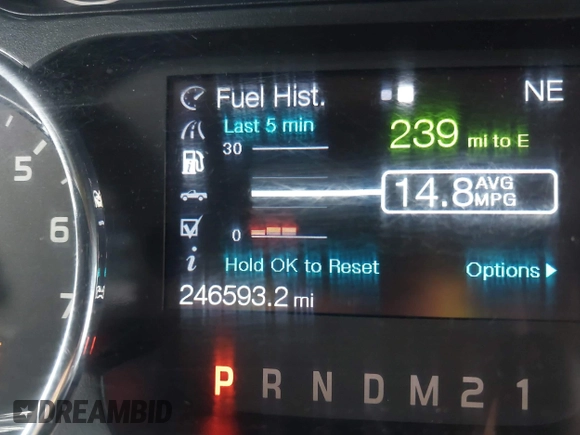 Fuel Hist.
NE
Last 5 min
239 mi to E
30
14.8 AVG MPG
0
Hold OK to Reset
Options
246593.2 mi
5
6
7
P R N D M 2 1
DREAMBID